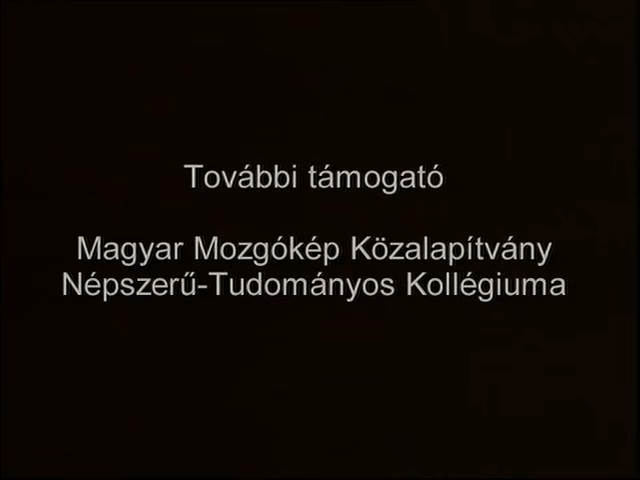 További támogató
Magyar Mozgókép Közalapítvány
Népszerű-Tudományos Kollégiuma